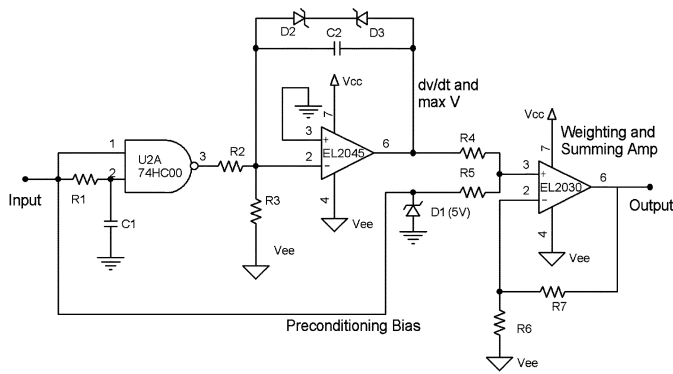 D2
D3
C2
Vcc
dv/dt and
max V
7
3
+
EL2045
6
2
-
4
Vee
1
U2A
74HC00
3
2
R2
R1
Input
C1
R3
Vee
R4
R5
D1 (5V)
Vcc
Weighting and
Summing Amp
7
3
+
EL2030
6
2
-
4
Output
Vee
R7
R6
Vee
Preconditioning Bias